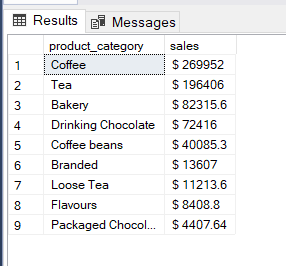 Results Messages
product_category sales
1 Coffee $ 269952
2 Tea $ 196406
3 Bakery $ 82315.6
4 Drinking Chocolate $ 72416
5 Coffee beans $ 40085.3
6 Branded $ 13607
7 Loose Tea $ 11213.6
8 Flavours $ 8408.8
9 Packaged Chocol... $ 4407.64